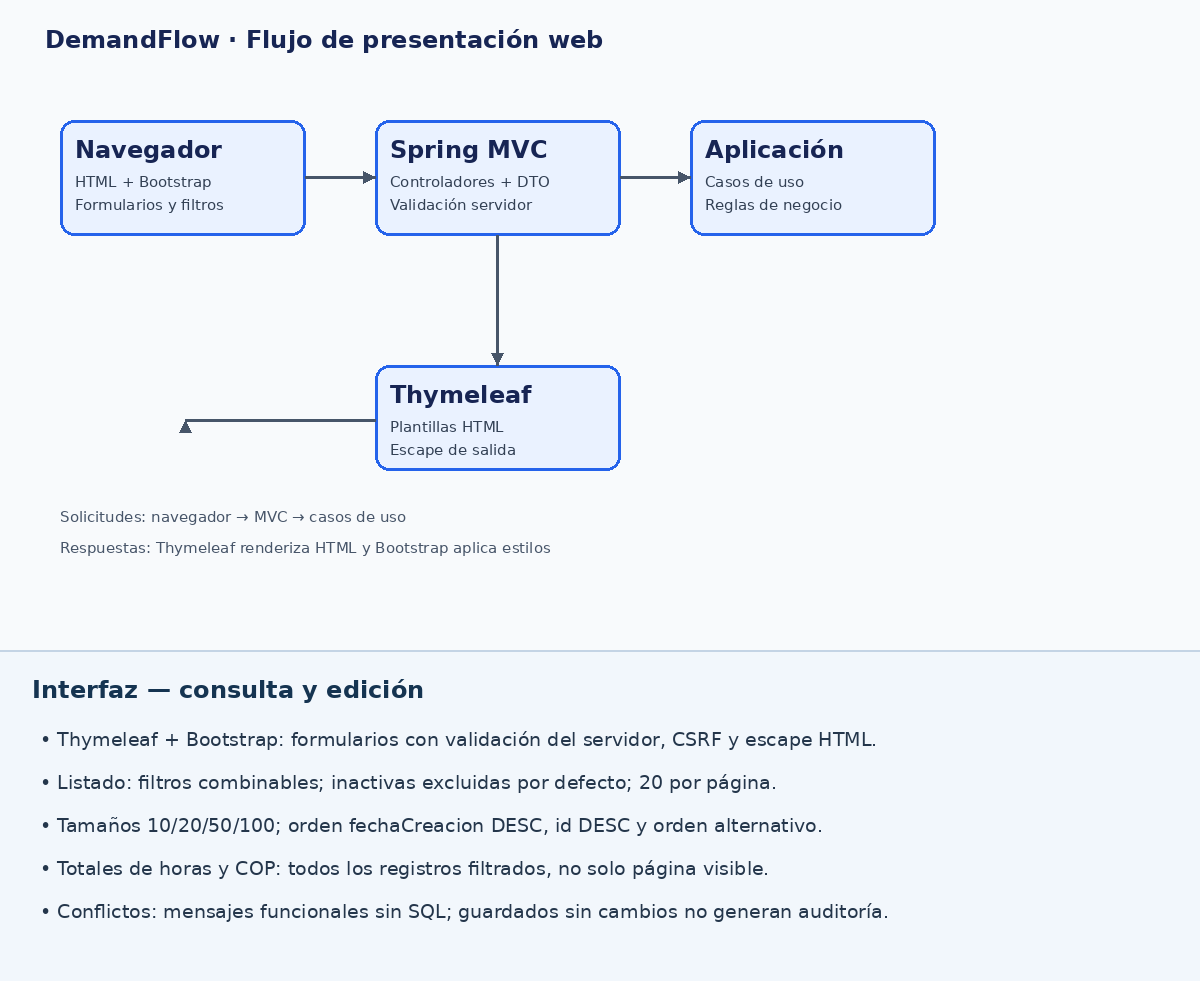 DemandFlow · Flujo de presentación web
Navegador
HTML + Bootstrap
Formularios y filtros
Spring MVC
Controladores + DTO
Validación servidor
Aplicación
Casos de uso
Reglas de negocio
Thymeleaf
Plantillas HTML
Escape de salida
Solicitudes: navegador → MVC → casos de uso
Respuestas: Thymeleaf renderiza HTML y Bootstrap aplica estilos
Interfaz — consulta y edición
• Thymeleaf + Bootstrap: formularios con validación del servidor, CSRF y escape HTML.
• Listado: filtros combinables; inactivas excluidas por defecto; 20 por página.
• Tamaños 10/20/50/100; orden fechaCreacion DESC, id DESC y orden alternativo.
• Totales de horas y COP: todos los registros filtrados, no solo página visible.
• Conflictos: mensajes funcionales sin SQL; guardados sin cambios no generan auditoría.